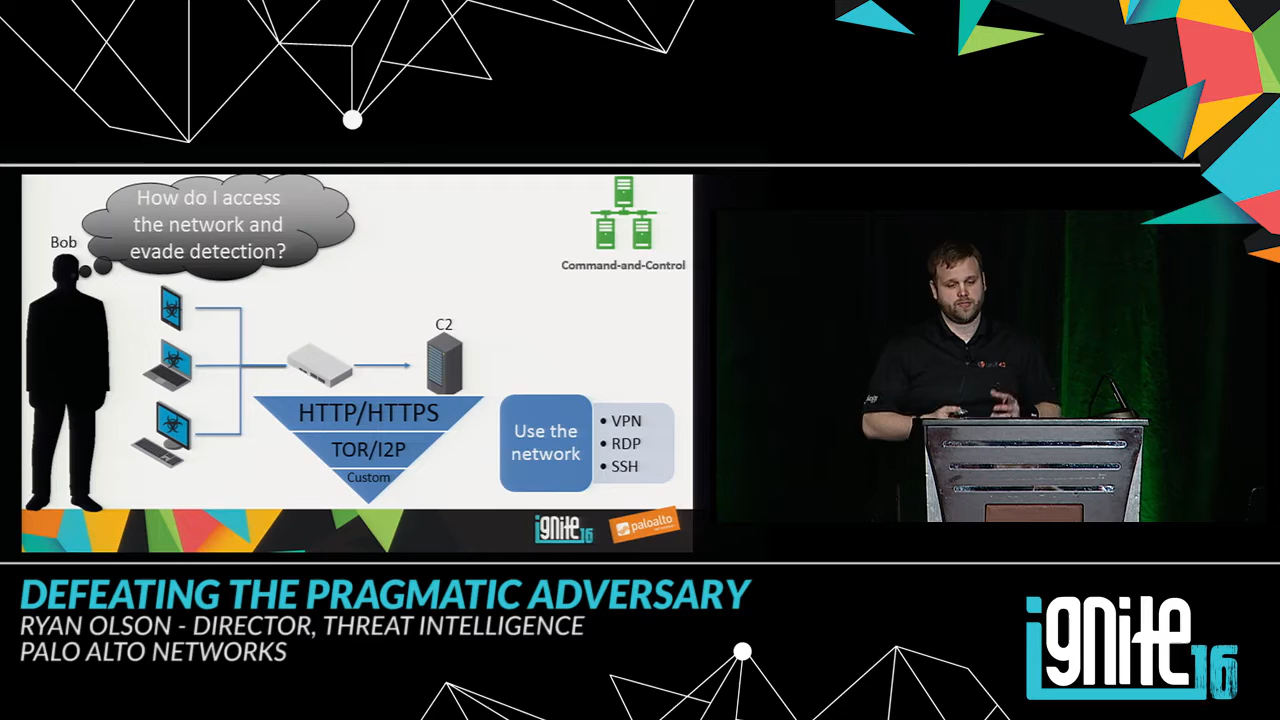 How do I access
the network and
evade detection?
Bob
Command-and-Control
C2
HTTP/HTTPS
TOR/I2P
Custom
Use the
network
• VPN
• RDP
• SSH
ignite16
paloalto
DEFEATING THE PRAGMATIC ADVERSARY
RYAN OLSON - DIRECTOR, THREAT INTELLIGENCE
PALO ALTO NETWORKS
ignite16